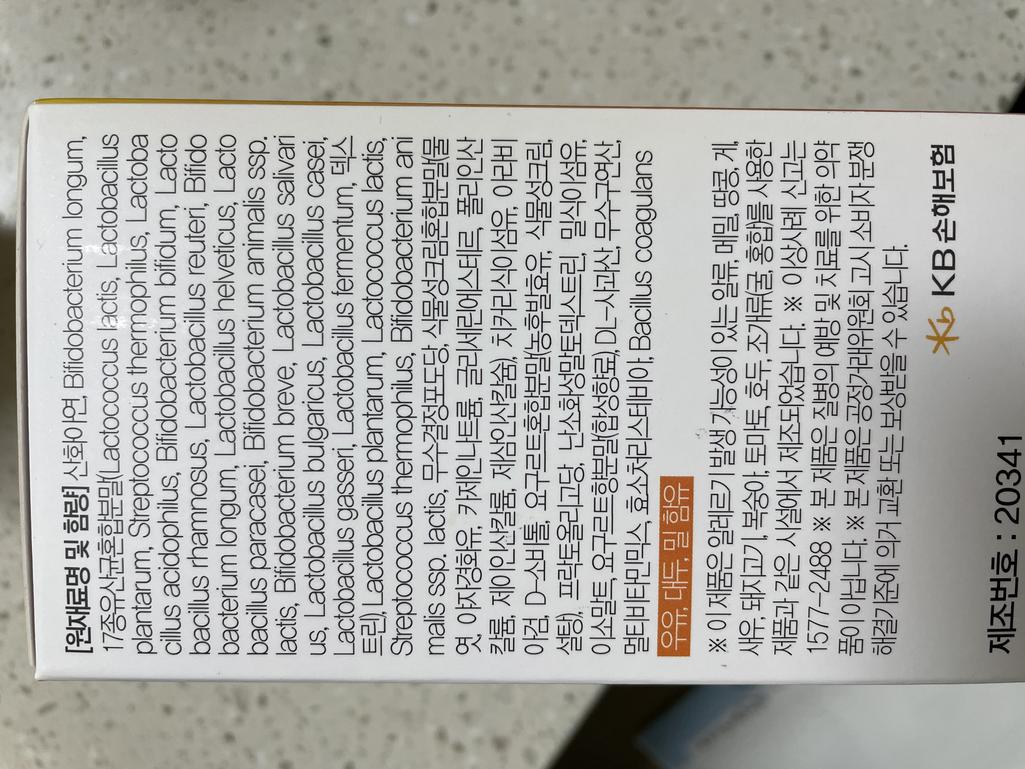 [원재료명 및 함량] 산화아연, Bifidobacterium longum,
17종유산균혼합분말(Lactococcus lactis, Lactobacillus
plantarum, Streptococcus thermophilus, Lactoba
cillus acidophilus, Bifidobacterium bifidum, Lacto
bacillus rhamnosus, Lactobacillus reuteri, Bifido
bacterium longum, Lactobacillus helveticus, Lacto
bacillus paracasei, Bifidobacterium animalis ssp.
lactis, Bifidobacterium breve, Lactobacillus salivari
us, Lactobacillus bulgaricus, Lactobacillus casei,
Lactobacillus gasseri, Lactobacillus fermentum, 덱스
트린), Lactobacillus plantarum, Lactococcus lactis,
Streptococcus thermophilus, Bifidobacterium ani
malis ssp. lactis, 무수결정포도당, 식물성크림혼합분말(물
엿, 야자경화유, 카제인나트륨, 글리세린에스테르, 폴리인산
칼륨, 제이인산칼륨, 제삼인산칼슘), 치커리식이섬유, 아라비
아검, D-소비톨, 요구르트혼합분말(농후발효유, 식물성크림,
설탕), 프락토올리고당, 난소화성말토덱스트린, 밀식이섬유,
이소말트, 요구르트향분말(합성향료), DL-사과산, 무수구연산,
멀티비타민믹스, 효소처리스테비아, Bacillus coagulans
우유, 대두, 밀 함유
※ 이 제품은 알레르기 발생 가능성이 있는 알류, 메밀, 땅콩, 게,
새우, 돼지고기, 복숭아, 토마토, 호두, 조개류(굴, 홍합)를 사용한
제품과 같은 시설에서 제조되었습니다. ※ 이상사례 신고는
1577-2488 ※ 본 제품은 질병의 예방 및 치료를 위한 의약
품이 아닙니다. ※ 본 제품은 공정거래위원회 고시 소비자 분쟁
해결기준에 의거 교환 또는 보상받을 수 있습니다.
KB손해보험
제조번호 : 20341